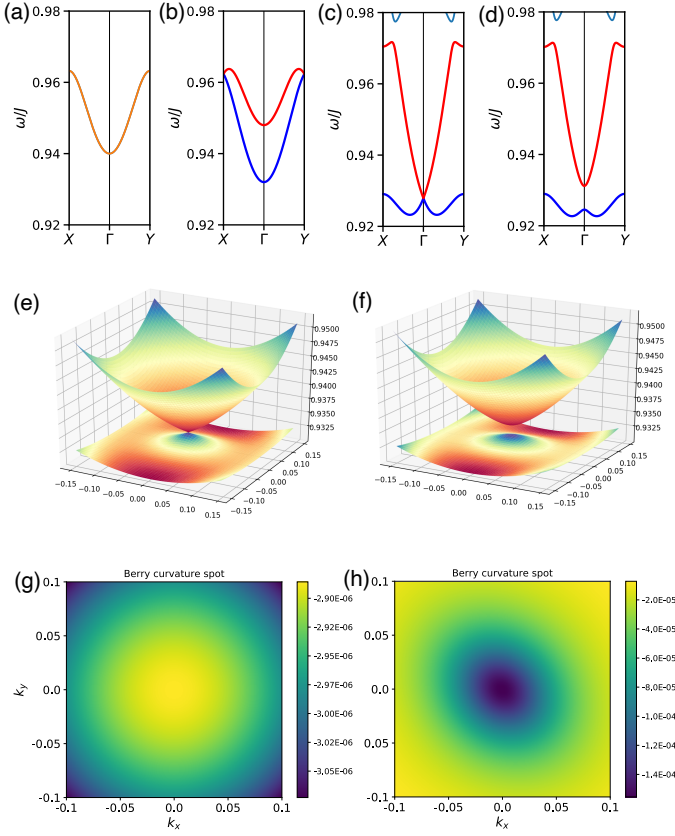 (a) (b) (c) (d)
0.98 0.98 0.98 0.98
0.96 0.96 0.96 0.96
ω/J ω/J ω/J ω/J
0.94 0.94 0.94 0.94
0.92 0.92 0.92 0.92
X Γ Y X Γ Y X Γ Y X Γ Y
(e) (f)
0.9500 0.9500
0.9475 0.9475
0.9450 0.9450
0.9425 0.9425
0.9400 0.9400
0.9375 0.9375
0.9350 0.9350
0.9325 0.9325
−0.15 −0.10 −0.05 0.00 0.05 0.10 0.15
−0.15 −0.10 −0.05 0.00 0.05 0.10 0.15
−0.15 −0.10 −0.05 0.00 0.05 0.10 0.15
−0.15 −0.10 −0.05 0.00 0.05 0.10 0.15
(g) Berry curvature spot
0.1
0.05
0.0
-0.05
-0.1
k_y
-0.1 -0.05 0.0 0.05 0.1
k_x
-2.90E-06
-2.95E-06
-3.00E-06
-3.05E-06
(h) Berry curvature spot
0.1
0.05
0.0
-0.05
-0.1
-0.1 -0.05 0.0 0.05 0.1
k_x
-2.0E-05
-4.0E-05
-6.0E-05
-8.0E-05
-1.0E-04
-1.2E-04
-1.4E-04